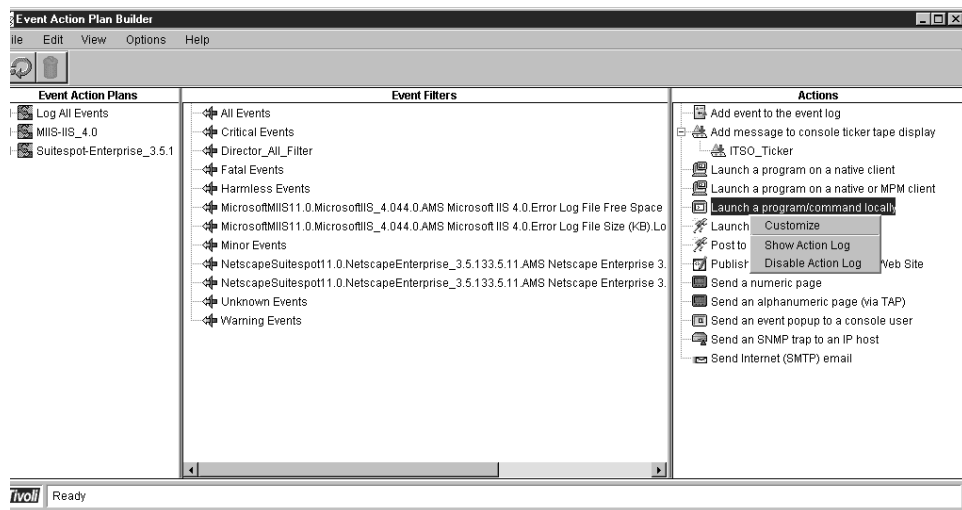 Event Action Plan Builder
ile Edit View Options Help
Event Action Plans
Log All Events
MIIS-IIS_4.0
Suitespot-Enterprise_3.5.1
Event Filters
All Events
Critical Events
Director_All_Filter
Fatal Events
Harmless Events
MicrosoftMIIS11.0.MicrosoftIIS_4.044.0.AMS Microsoft IIS 4.0.Error Log File Free Space
MicrosoftMIIS11.0.MicrosoftIIS_4.044.0.AMS Microsoft IIS 4.0.Error Log File Size (KB).Lo
Minor Events
NetscapeSuitespot11.0.NetscapeEnterprise_3.5.133.5.11.AMS Netscape Enterprise 3.
NetscapeSuitespot11.0.NetscapeEnterprise_3.5.133.5.11.AMS Netscape Enterprise 3.
Unknown Events
Warning Events
Actions
Add event to the event log
Add message to console ticker tape display
ITSO_Ticker
Launch a program on a native client
Launch a program on a native or MPM client
Launch a program/command locally
Launch
Post to
Publish Web Site
Customize
Show Action Log
Disable Action Log
Send a numeric page
Send an alphanumeric page (via TAP)
Send an event popup to a console user
Send an SNMP trap to an IP host
Send Internet (SMTP) email
Tivoli Ready